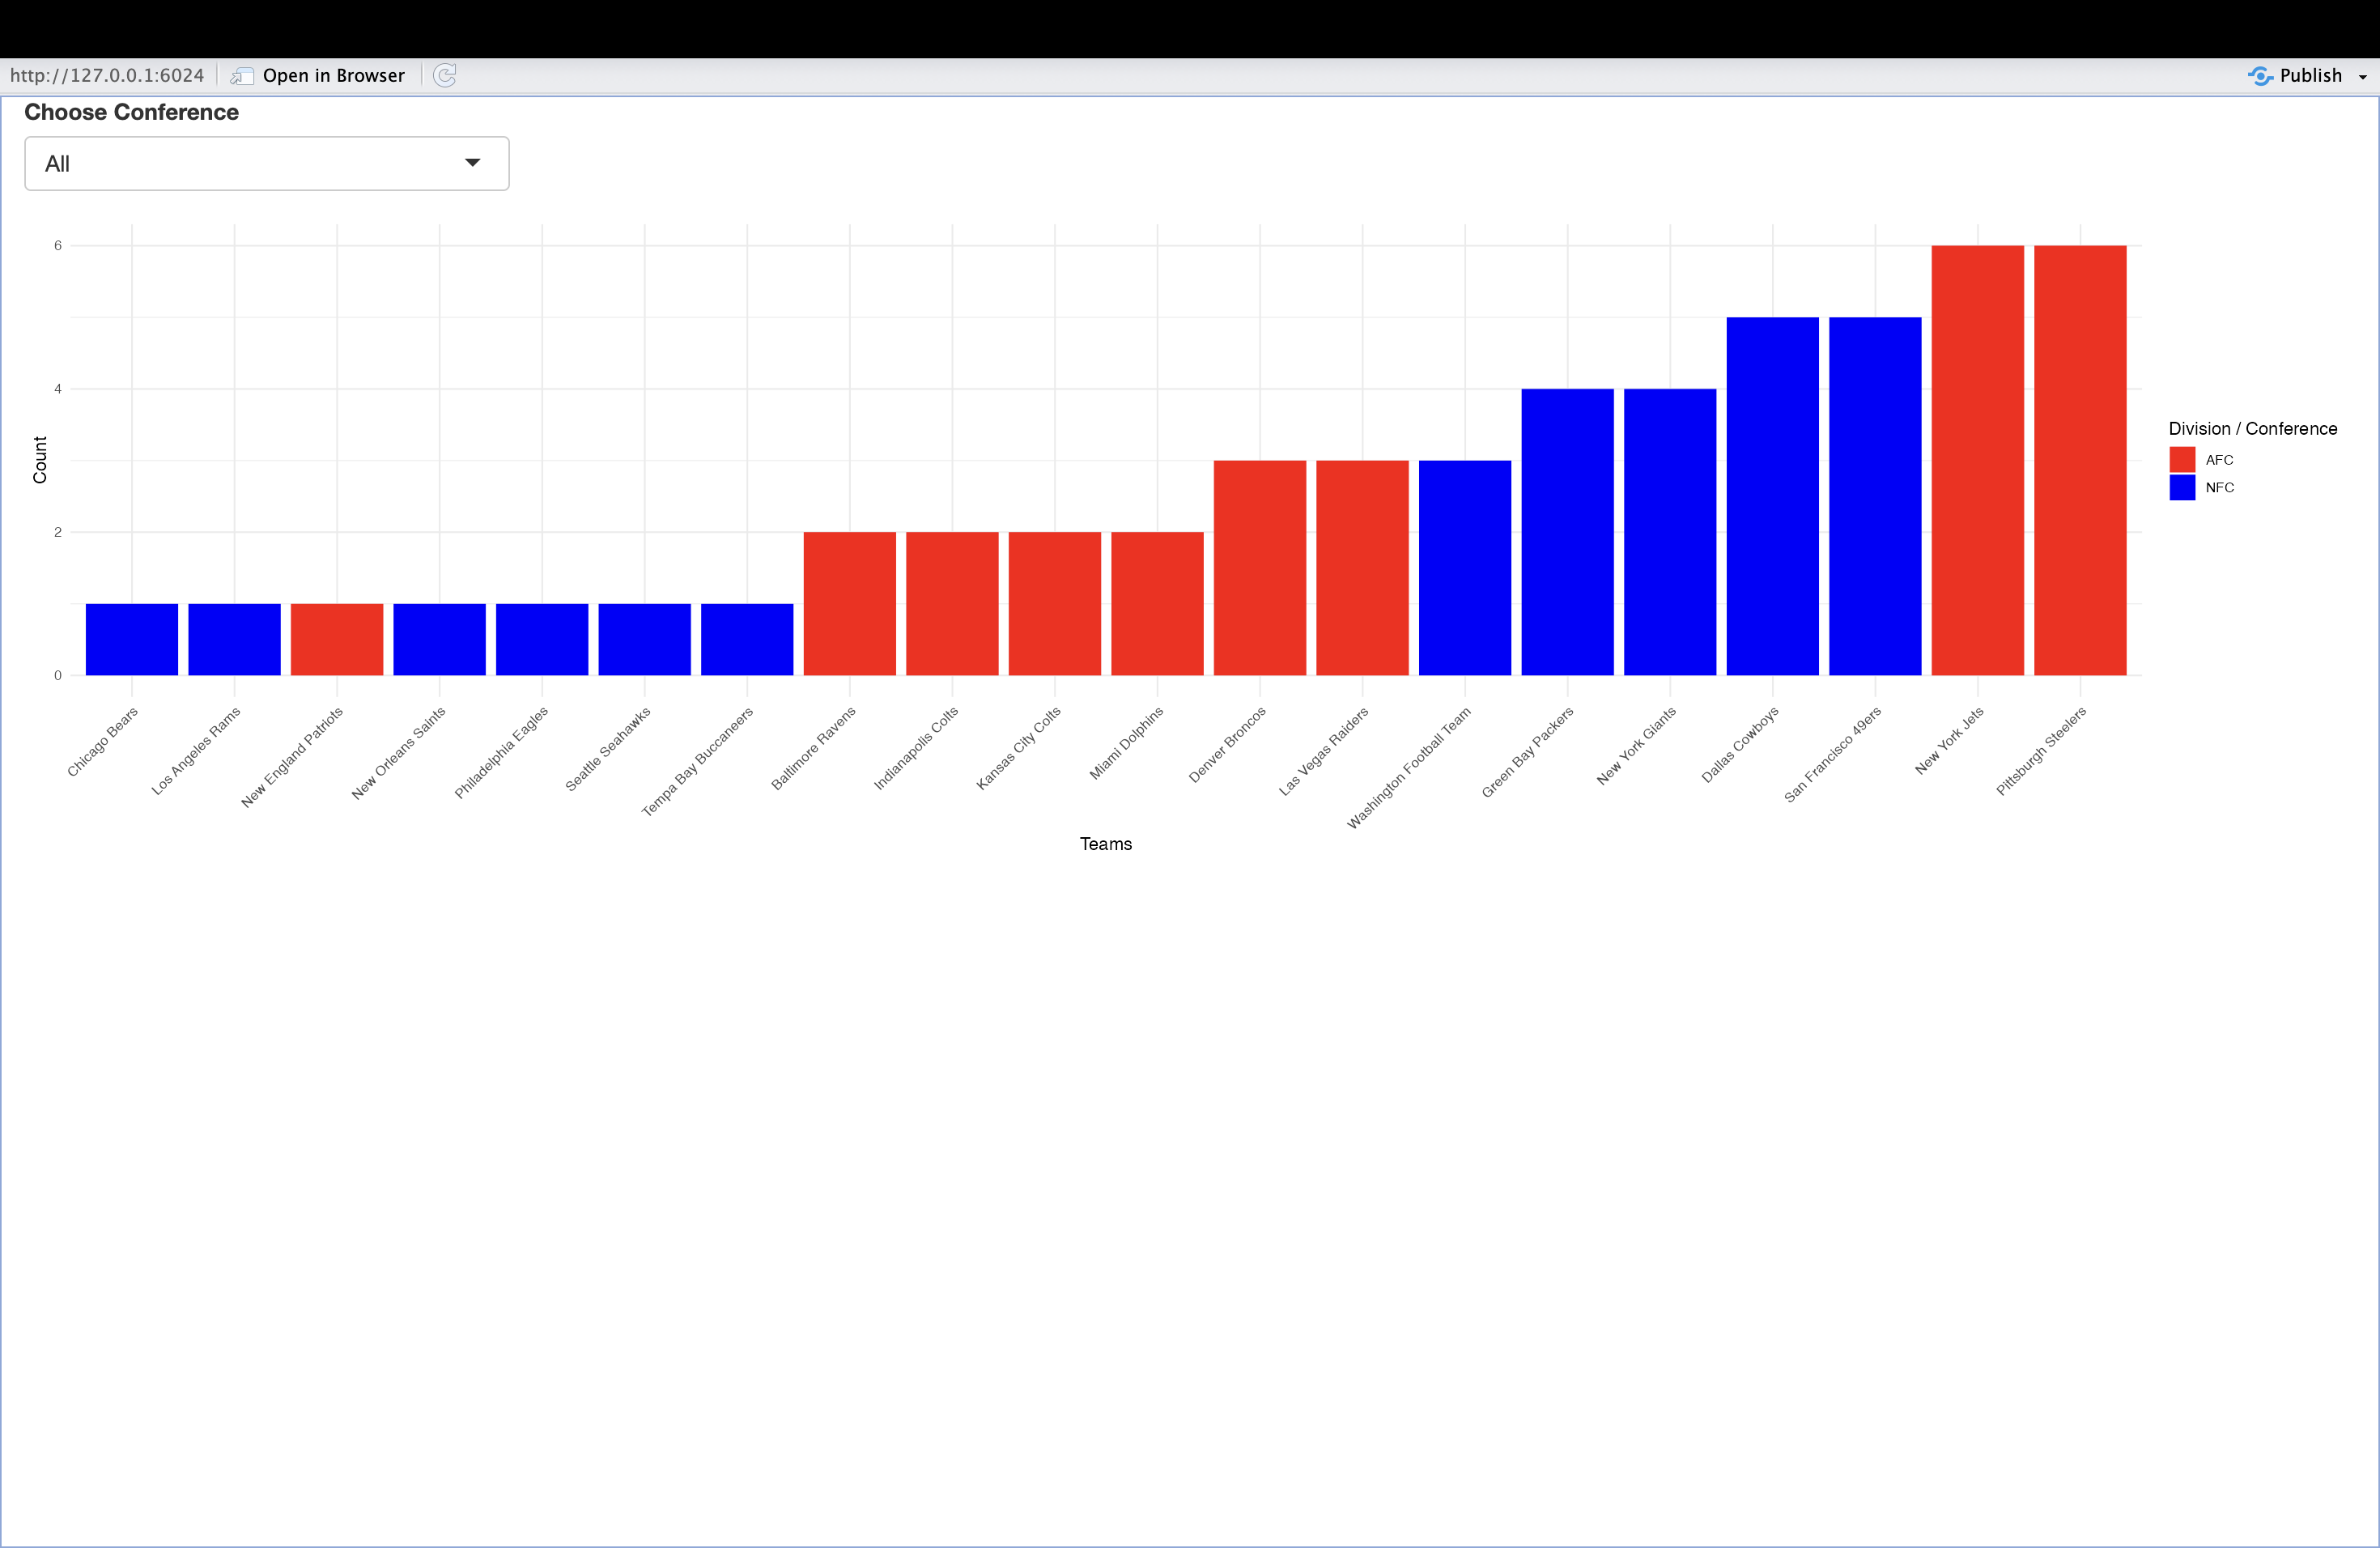 http://127.0.0.1:6024 Open in Browser Publish
Choose Conference
All
6
4
2
0
Count
Division / Conference
AFC
NFC
Chicago Bears
Los Angeles Rams
New England Patriots
New Orleans Saints
Philadelphia Eagles
Seattle Seahawks
Tempa Bay Buccaneers
Baltimore Ravens
Indianapolis Colts
Kansas City Colts
Miami Dolphins
Denver Broncos
Las Vegas Raiders
Washington Football Team
Green Bay Packers
New York Giants
Dallas Cowboys
San Francisco 49ers
New York Jets
Pittsburgh Steelers
Teams